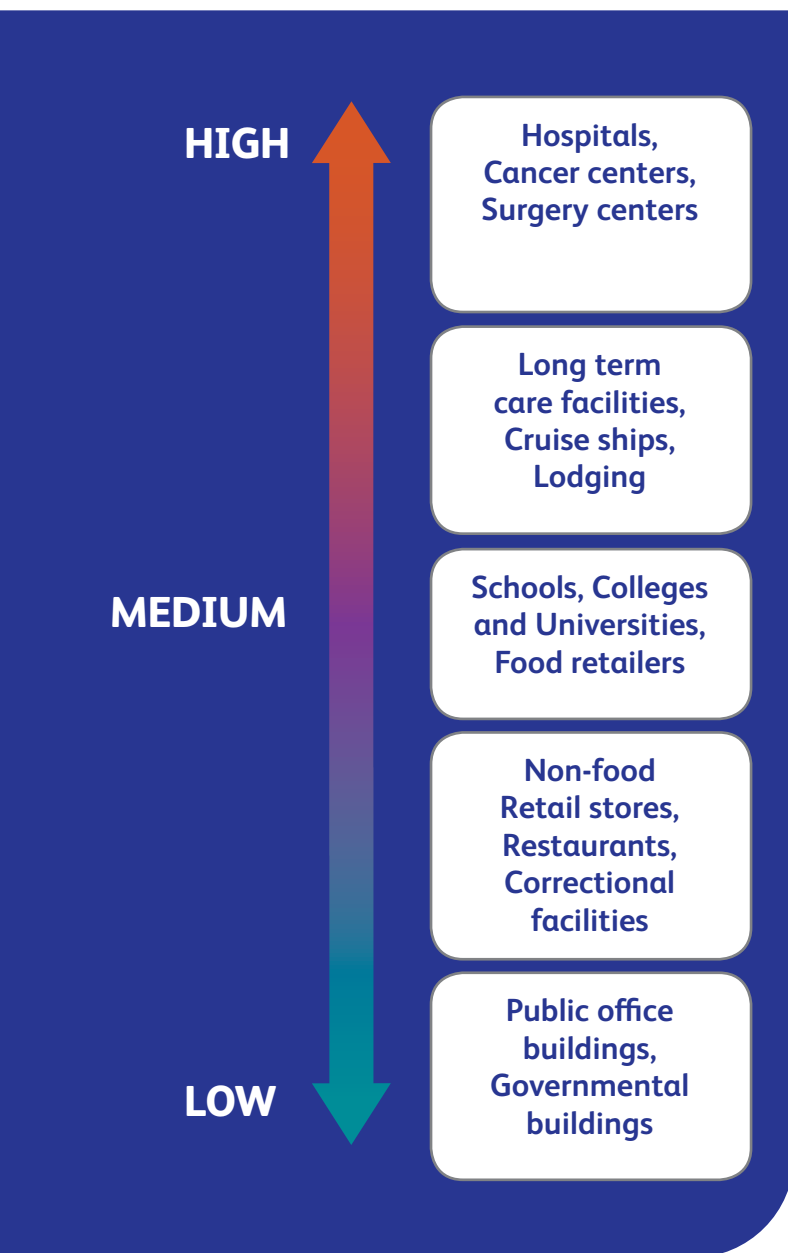 HIGH
Hospitals,
Cancer centers,
Surgery centers
Long term
care facilities,
Cruise ships,
Lodging
MEDIUM
Schools, Colleges
and Universities,
Food retailers
Non-food
Retail stores,
Restaurants,
Correctional
facilities
Public office
buildings,
Governmental
buildings
LOW